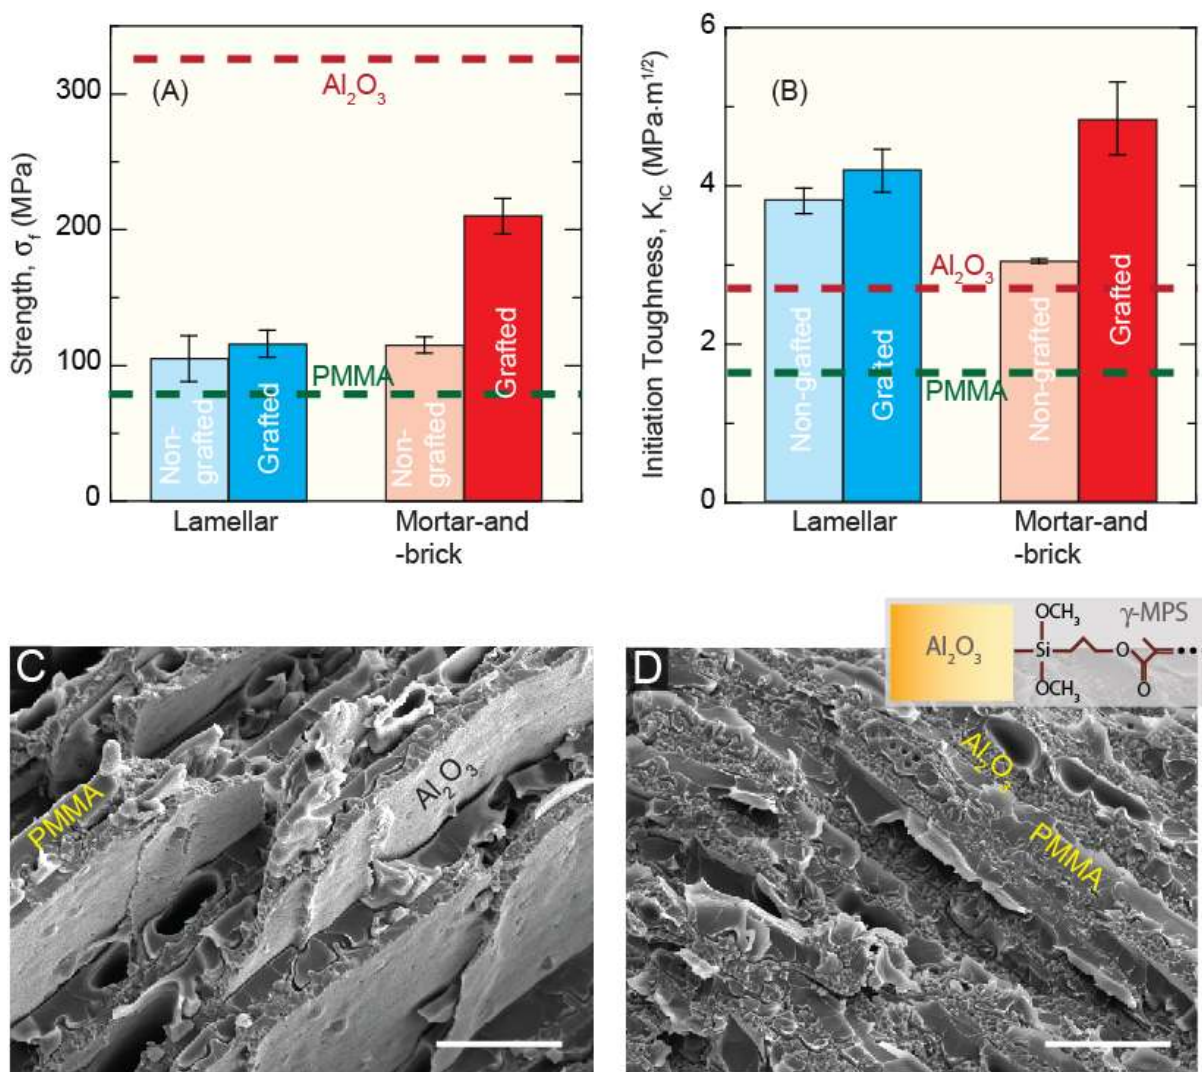 (A)
Al₂O₃
Strength, σf (MPa)
300
200
100
0
PMMA
Non-
grafted
Grafted
Non-
grafted
Grafted
Lamellar
Mortar-and
-brick
(B)
Initiation Toughness, KIC (MPa·m1/2)
6
4
2
0
Al₂O₃
PMMA
Non-grafted
Grafted
Non-grafted
Grafted
Lamellar
Mortar-and
-brick
C
PMMA
Al₂O₃
D
Al₂O₃
OCH₃
γ-MPS
Si
O
O
OCH₃
Al₂O₃
PMMA